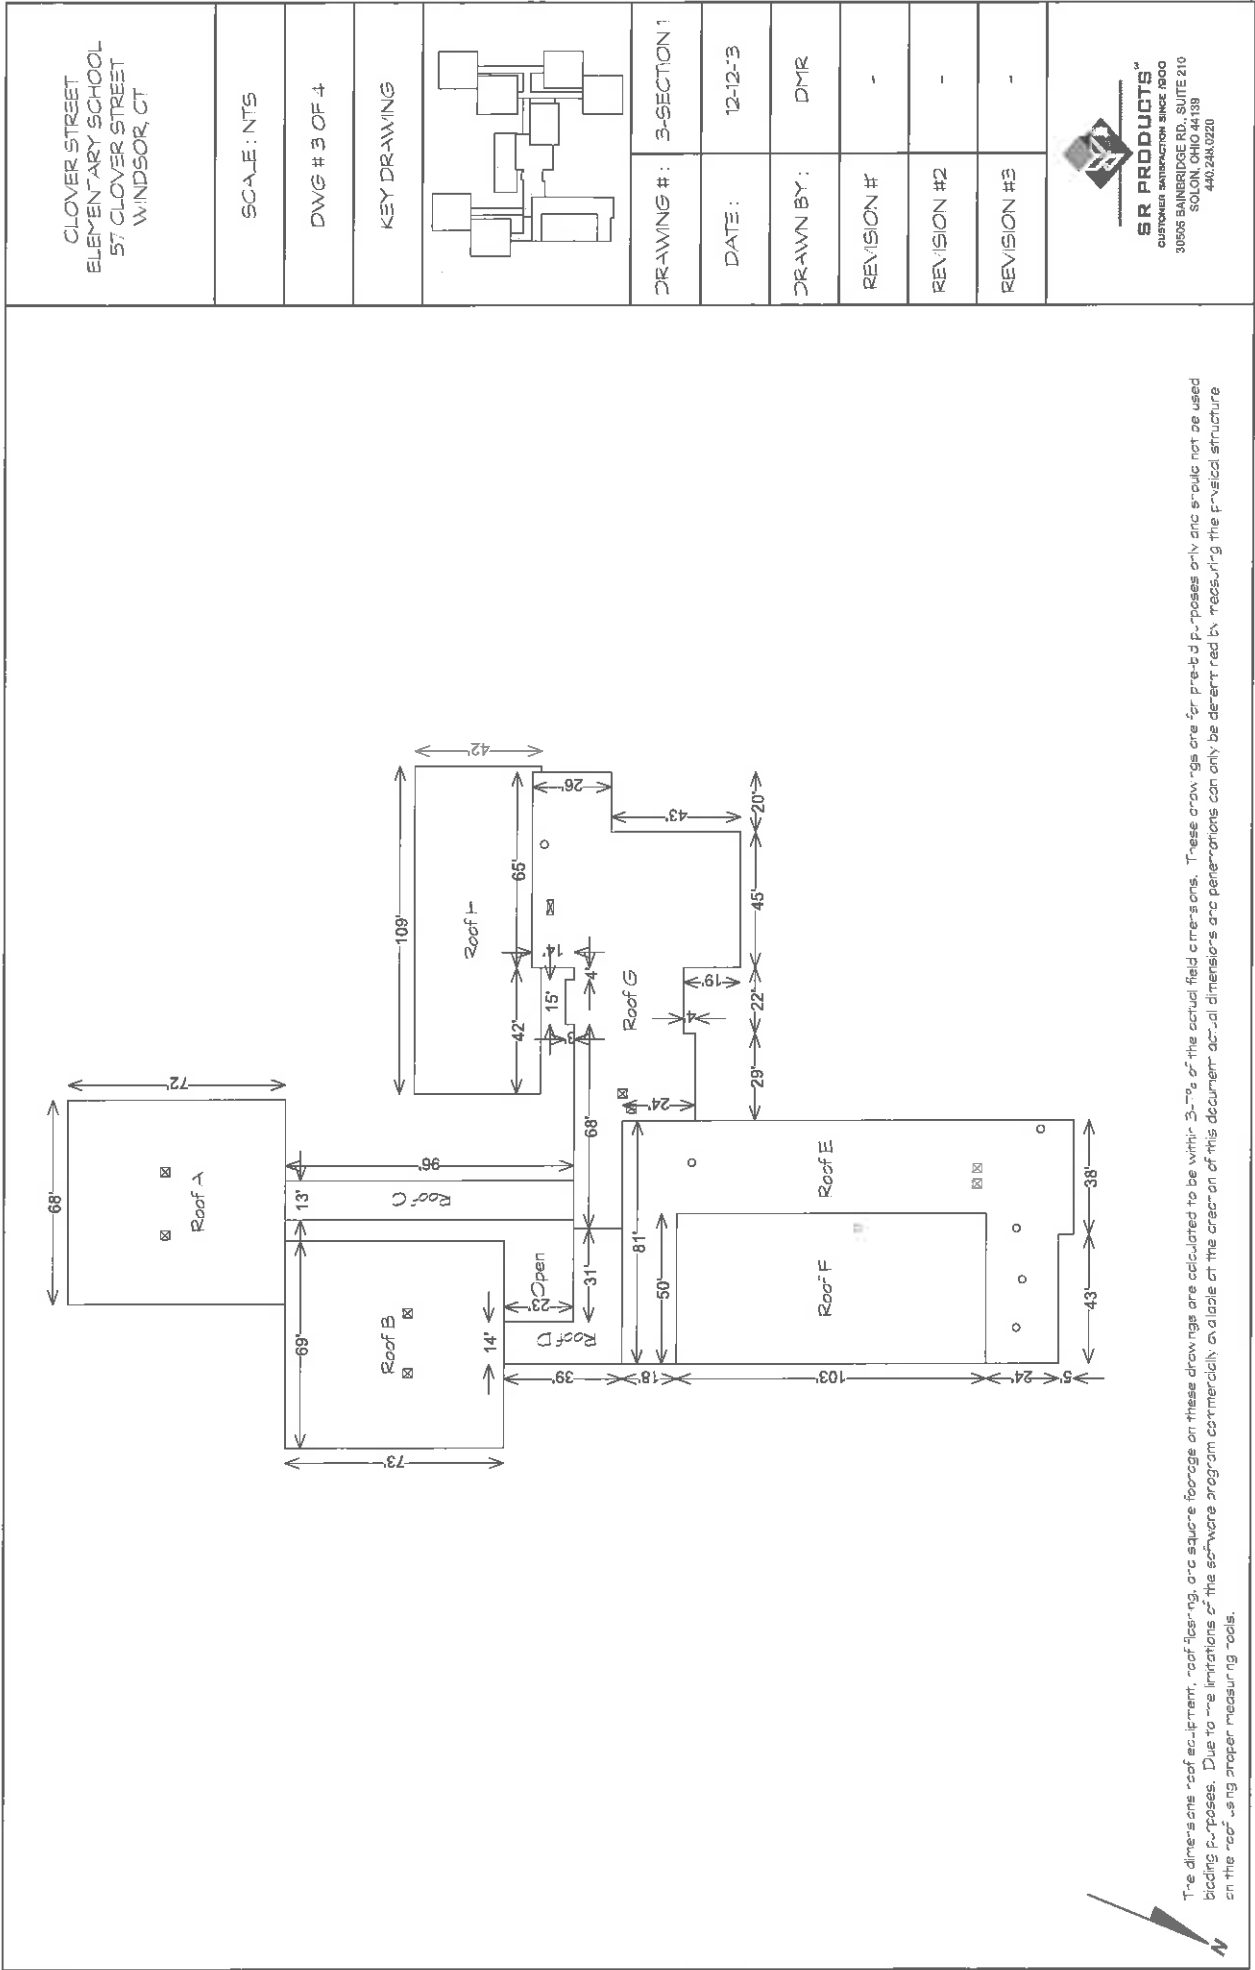 CLOVER STREET
ELEMENTARY SCHOOL
57 CLOVER STREET
WINDSOR, CT
SCALE: NTS
DWG # 3 OF 4
KEY DRAWING
DRAWING #: 3-SECTION 1
DATE: 12-12-13
DRAWN BY: DMR
REVISION #
-
REVISION #2 -
REVISION #3 -
SR PRODUCTS
CUSTOMER SATISFACTION SINCE 1900
30505 BAINBRIDGE RD., SUITE 210
SOLON, OHIO 44139
440.248.0220
68'
72'
Roof A
13'
96'
Roof C
69'
73'
Roof B
14'
Open
23'
Roof D
31'
39'
68'
109'
42'
Roof H
65'
42'
26'
14'
15'
4'
3'
Roof G
43'
20'
45'
19'
22'
4'
29'
24'
81'
50'
18'
Roof E
Roof F
103'
24'
5'
43'
38'
The dimensions, roof equipment, roof flashing, and square footage on these drawings are calculated to be within 3-7% of the actual field dimensions. These drawings are for pre-bid purposes only and should not be used
bidding purposes. Due to the limitations of the software program commercially available at the creation of this document actual dimensions and penetrations can only be determined by measuring the physical structure
on the roof using proper measuring tools.
N